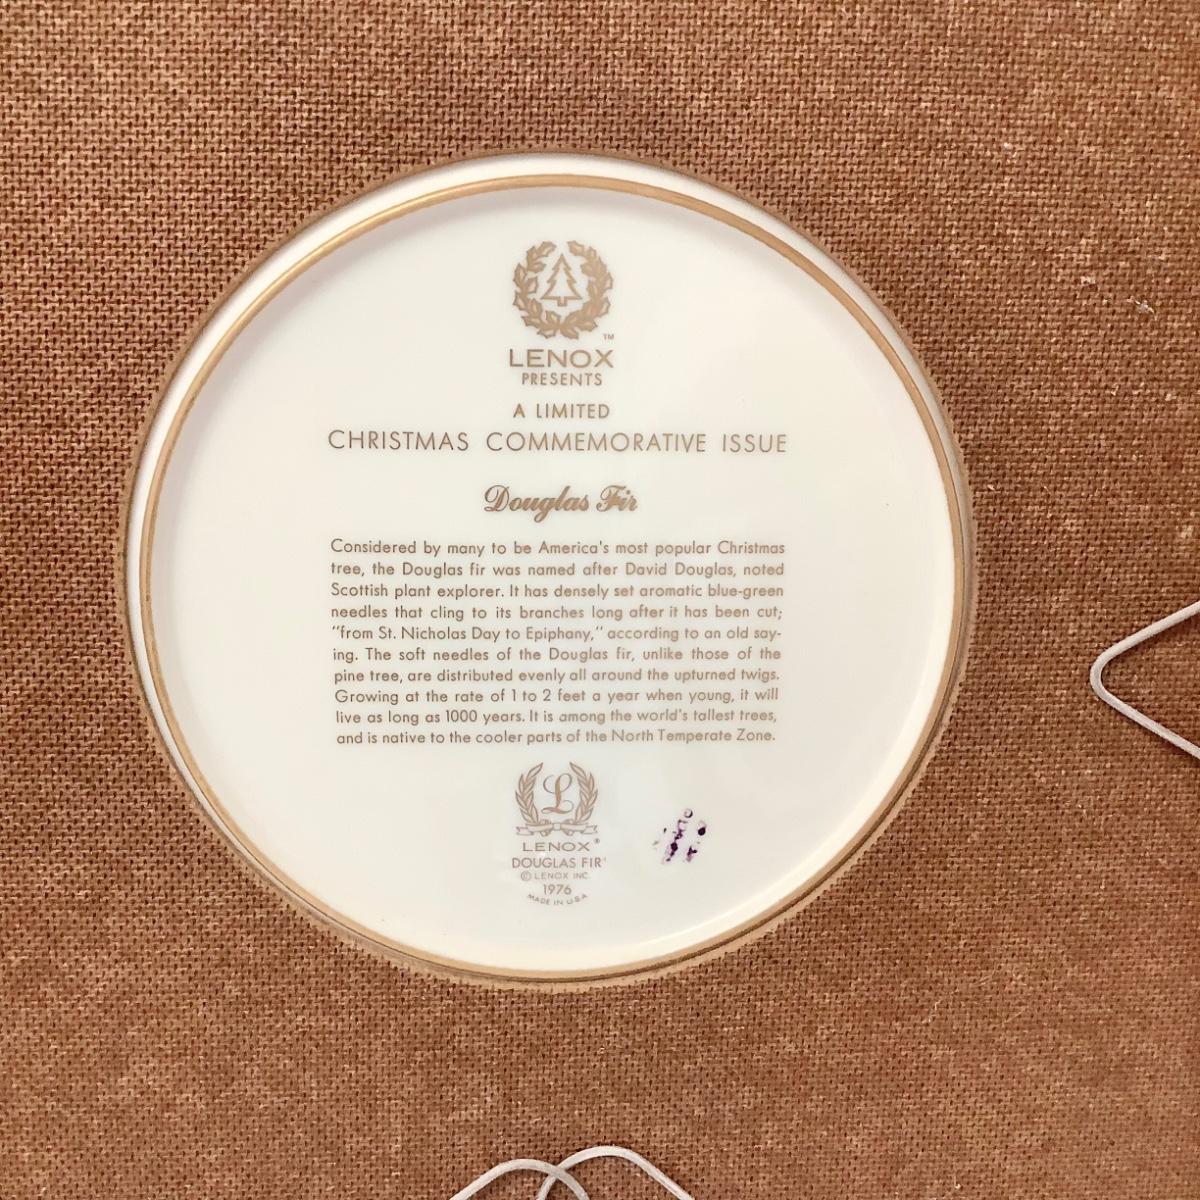 TM
LENOX
PRESENTS
A LIMITED
CHRISTMAS COMMEMORATIVE ISSUE
Douglas Fir
Considered by many to be America's most popular Christmas
tree, the Douglas fir was named after David Douglas, noted
Scottish plant explorer. It has densely set aromatic blue-green
needles that cling to its branches long after it has been cut;
"from St. Nicholas Day to Epiphany," according to an old say-
ing. The soft needles of the Douglas fir, unlike those of the
pine tree, are distributed evenly all around the upturned twigs.
Growing at the rate of 1 to 2 feet a year when young, it will
live as long as 1000 years. It is among the world's tallest trees,
and is native to the cooler parts of the North Temperate Zone.
L
LENOX®
DOUGLAS FIR'
© LENOX INC.
1976
MADE IN U.S.A